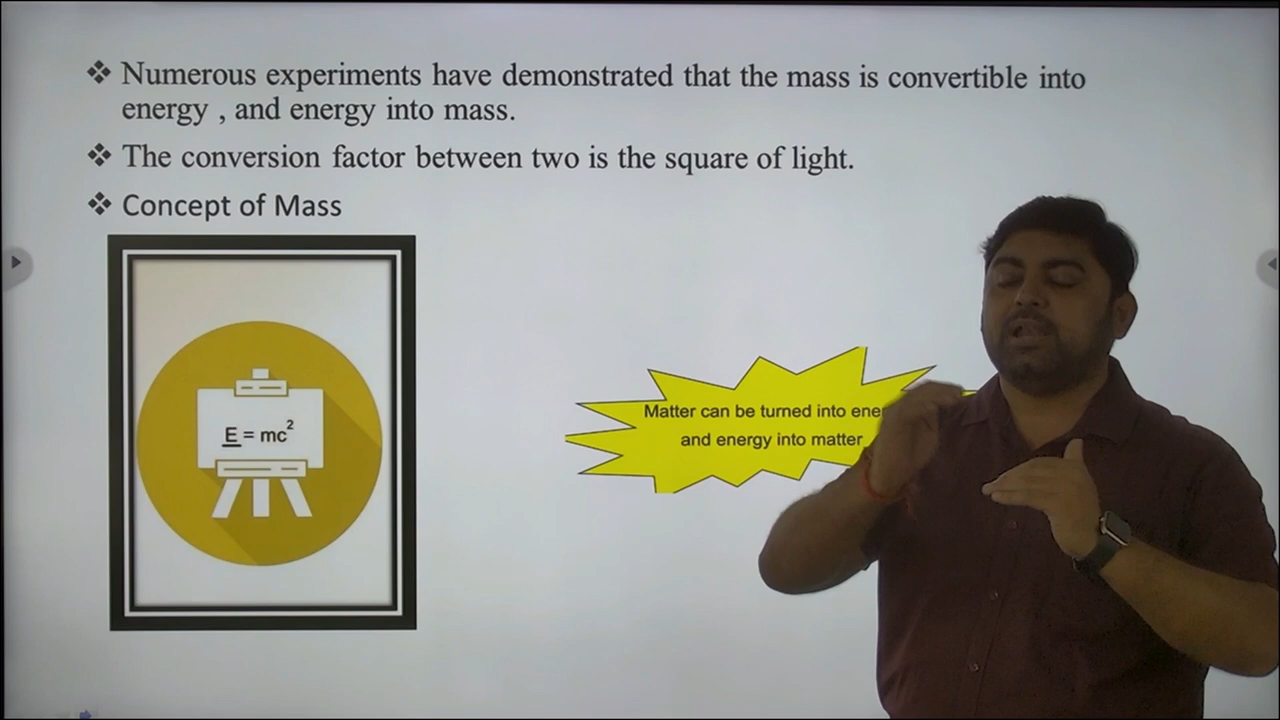 ❖ Numerous experiments have demonstrated that the mass is convertible into
energy , and energy into mass.
❖ The conversion factor between two is the square of light.
❖ Concept of Mass
E = mc²
Matter can be turned into
and energy into matter